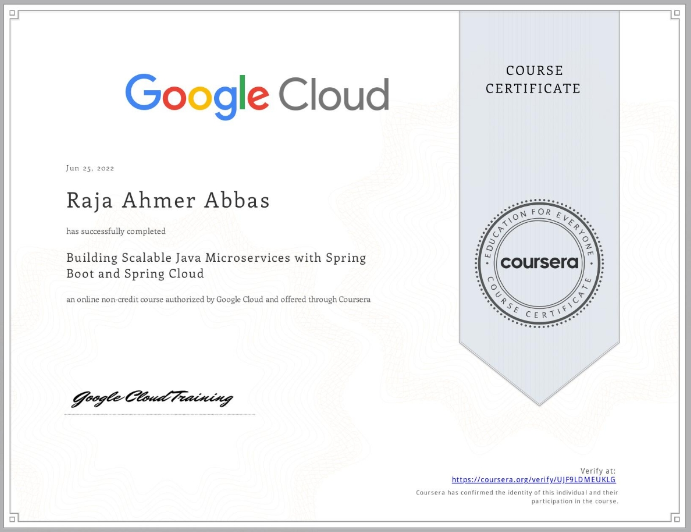 Google Cloud
COURSE
CERTIFICATE
Jun 25, 2022
Raja Ahmer Abbas
has successfully completed
Building Scalable Java Microservices with Spring
Boot and Spring Cloud
an online non-credit course authorized by Google Cloud and offered through Coursera
EDUCATION FOR EVERYONE
coursera
COURSE CERTIFICATE
Google Cloud Training
Verify at:
https://coursera.org/verify/UJF9LDMEUKLG
Coursera has confirmed the identity of this individual and their
participation in the course.